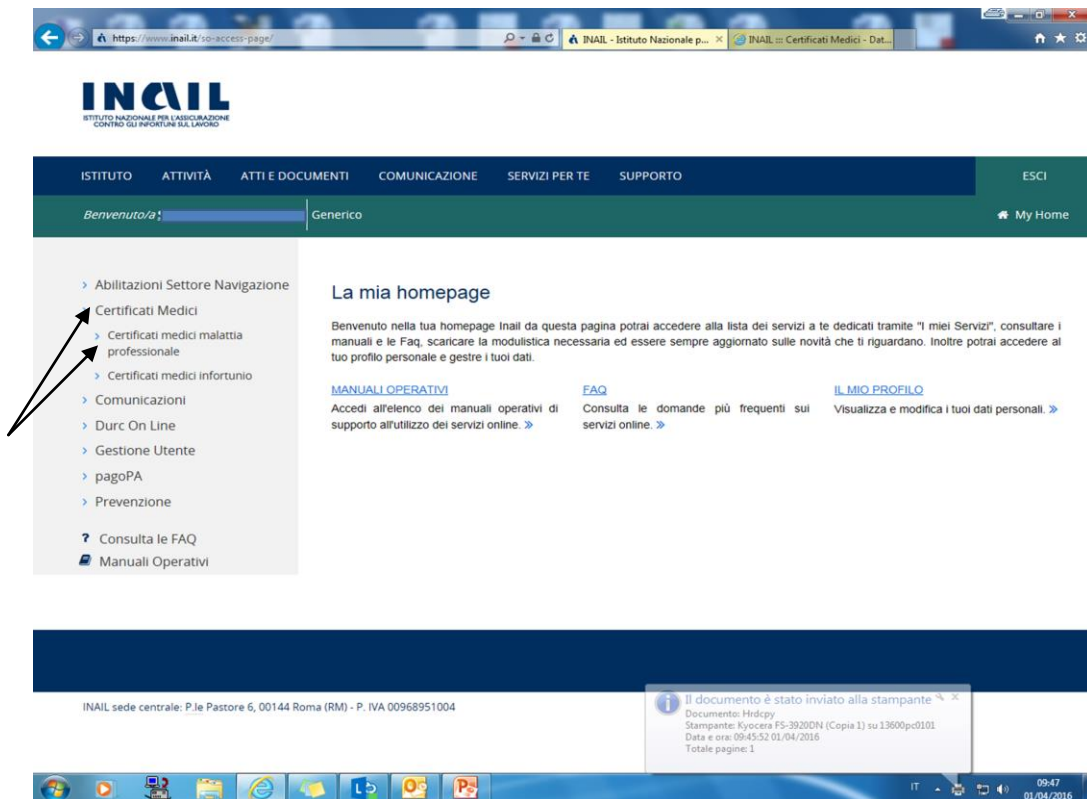 https://www.inail.it/so-access-page/
INAIL - Istituto Nazionale p...
INAIL ::: Certificati Medici - Dat...
INAIL
ISTITUTO NAZIONALE PER L'ASSICURAZIONE
CONTRO GLI INFORTUNI SUL LAVORO
ISTITUTO ATTIVITÀ ATTI E DOCUMENTI COMUNICAZIONE SERVIZI PER TE SUPPORTO ESCI
Benvenuto/a Generico My Home
Abilitazioni Settore Navigazione
Certificati Medici
Certificati medici malattia
professionale
Certificati medici infortunio
Comunicazioni
Durc On Line
Gestione Utente
pagoPA
Prevenzione
? Consulta le FAQ
Manuali Operativi
La mia homepage
Benvenuto nella tua homepage Inail da questa pagina potrai accedere alla lista dei servizi a te dedicati tramite "I miei Servizi", consultare i
manuali e le Faq, scaricare la modulistica necessaria ed essere sempre aggiornato sulle novità che ti riguardano. Inoltre potrai accedere al
tuo profilo personale e gestre i tuoi dati.
MANUALI OPERATIVI
Accedi all'elenco dei manuali operativi di
supporto all'utilizzo dei servizi online. »
FAQ
Consulta le domande più frequenti sui
servizi online. »
IL MIO PROFILO
Visualizza e modifica i tuoi dati personali. »
INAIL sede centrale: P.le Pastore 6, 00144 Roma (RM) - P. IVA 00968951004
Il documento è stato inviato alla stampante
Documento: Hrdcpy
Stampante: Kyocera FS-3920DN (Copia 1) su 13600pc0101
Data e ora: 09:45:52 01/04/2016
Totale pagine: 1
IT 09:47
01/04/2016